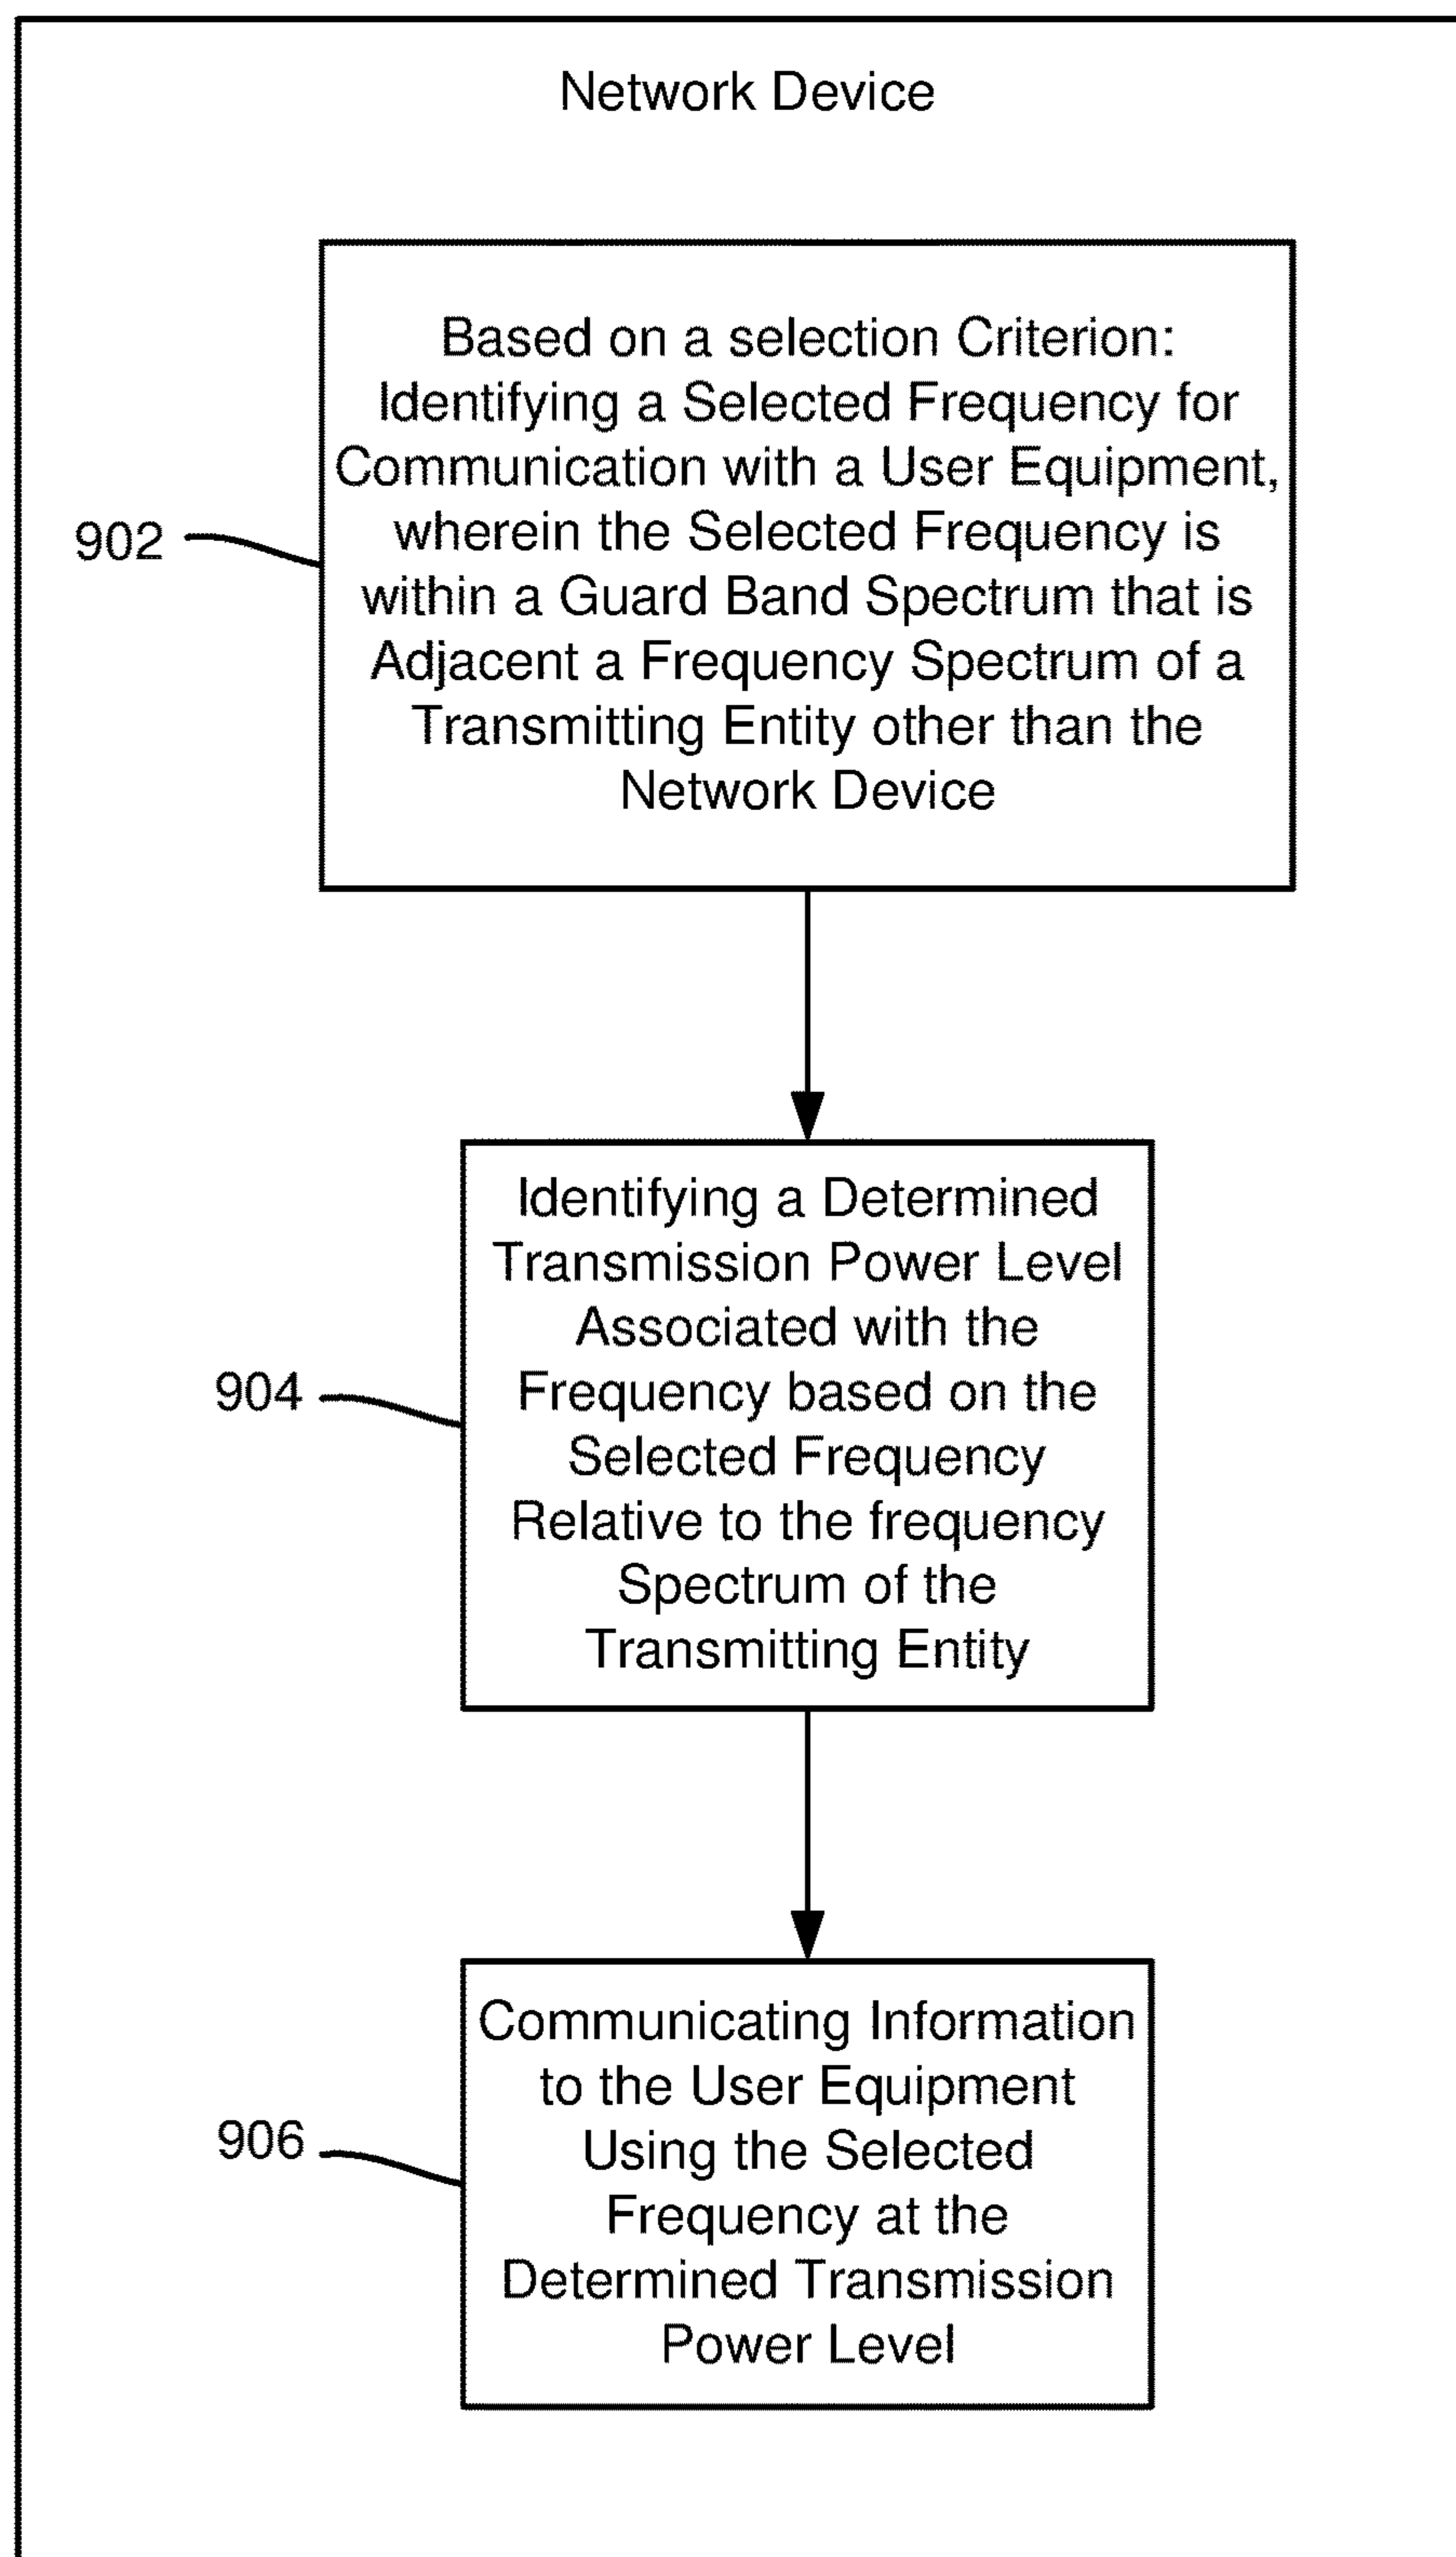 Network Device
Based on a selection Criterion:
Identifying a Selected Frequency for
Communication with a User Equipment,
wherein the Selected Frequency is
within a Guard Band Spectrum that is
Adjacent a Frequency Spectrum of a
Transmitting Entity other than the
Network Device
902
Identifying a Determined
Transmission Power Level
Associated with the
Frequency based on the
Selected Frequency
Relative to the frequency
Spectrum of the
Transmitting Entity
904
Communicating Information
to the User Equipment
Using the Selected
Frequency at the
Determined Transmission
Power Level
906